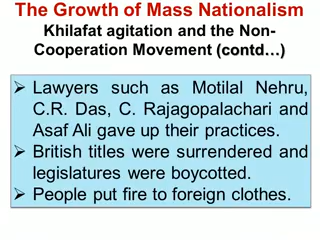 The Growth of Mass Nationalism
Khilafat agitation and the Non-
Cooperation Movement (contd…)
➢ Lawyers such as Motilal Nehru,
C.R. Das, C. Rajagopalachari and
Asaf Ali gave up their practices.
➢ British titles were surrendered and
legislatures were boycotted.
➢ People put fire to foreign clothes.